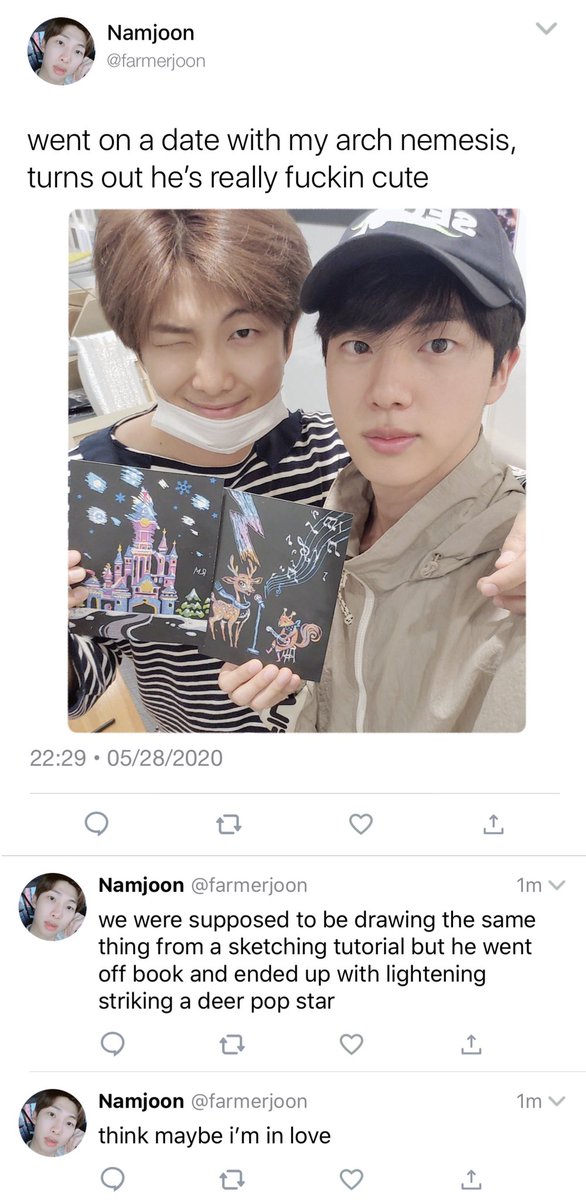 Namjoon
@farmerjoon
went on a date with my arch nemesis,
turns out he's really fuckin cute
22:29 • 05/28/2020
Namjoon @farmerjoon 1m
we were supposed to be drawing the same
thing from a sketching tutorial but he went
off book and ended up with lightening
striking a deer pop star
Namjoon @farmerjoon 1m
think maybe i'm in love